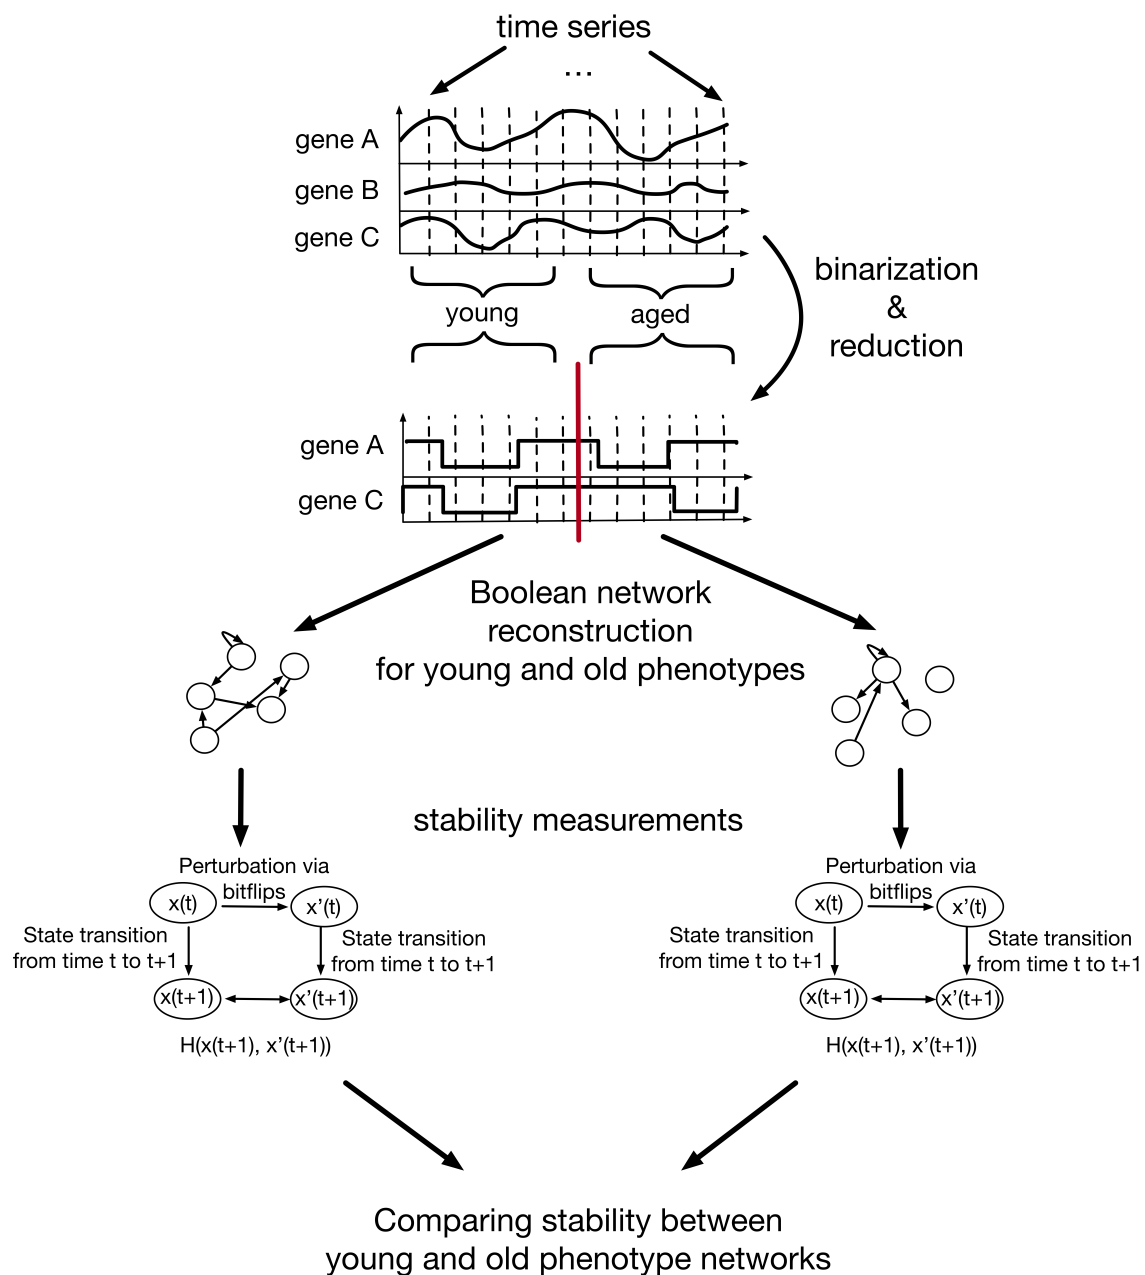 time series
...
gene A
gene B
gene C
young
aged
binarization
&
reduction
gene A
gene C
Boolean network
reconstruction
for young and old phenotypes
stability measurements
Perturbation via
bitflips
x(t)
x'(t)
State transition
from time t to t+1
State transition
from time t to t+1
x(t+1)
x'(t+1)
H(x(t+1), x'(t+1))
Perturbation via
bitflips
x(t)
x'(t)
State transition
from time t to t+1
State transition
from time t to t+1
x(t+1)
x'(t+1)
H(x(t+1), x'(t+1))
Comparing stability between
young and old phenotype networks